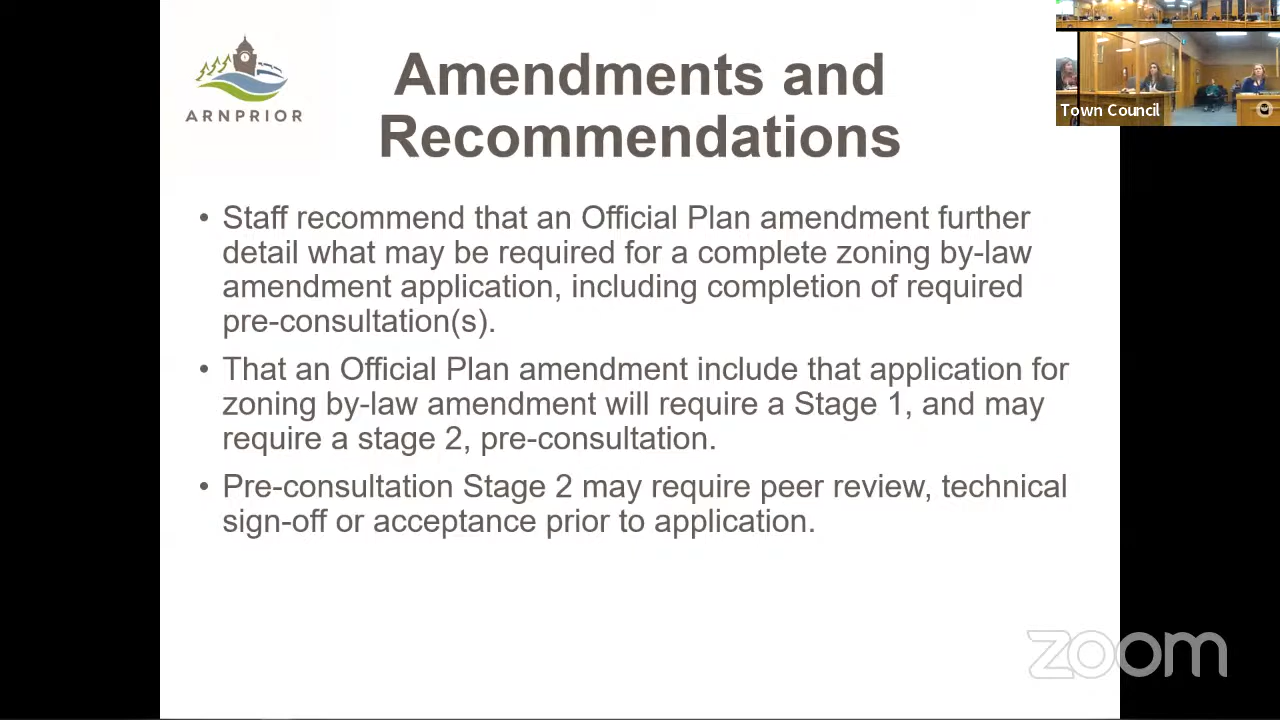 ARNPRIOR
Amendments and
Recommendations
Town Council
• Staff recommend that an Official Plan amendment further
detail what may be required for a complete zoning by-law
amendment application, including completion of required
pre-consultation(s).
• That an Official Plan amendment include that application for
zoning by-law amendment will require a Stage 1, and may
require a stage 2, pre-consultation.
• Pre-consultation Stage 2 may require peer review, technical
sign-off or acceptance prior to application.
zoom